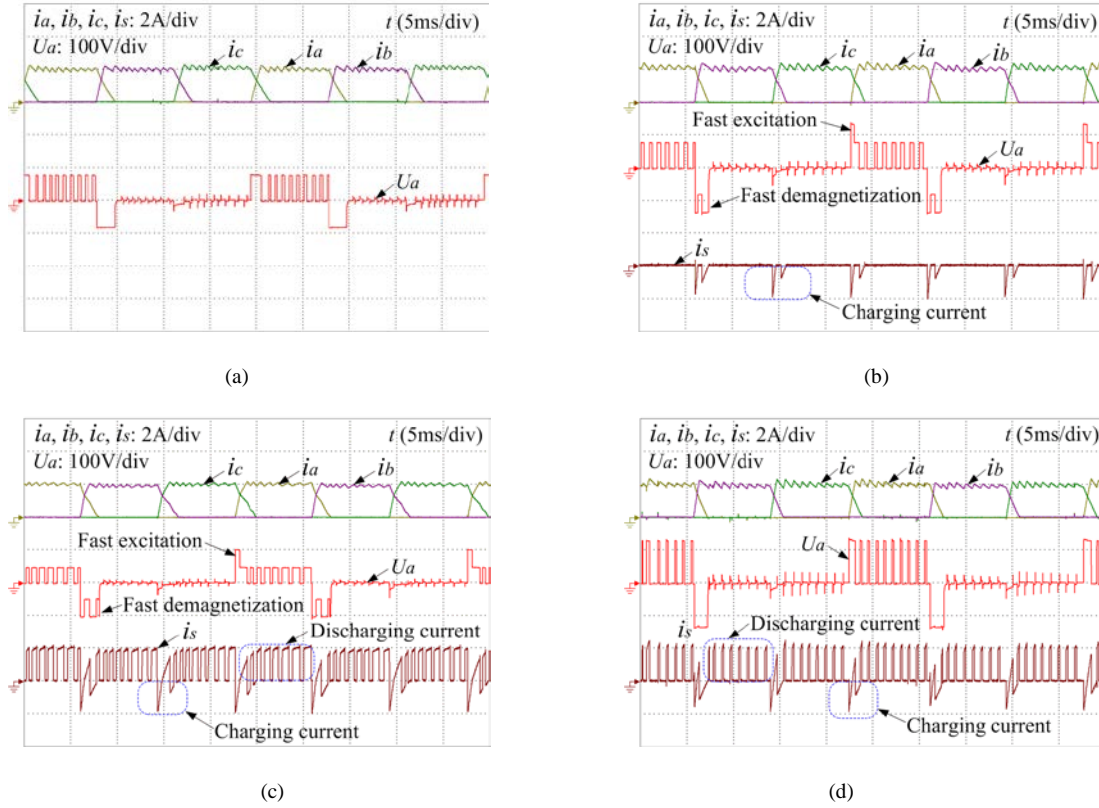 ia, ib, ic, is: 2A/div t (5ms/div)
Ua: 100V/div
ic ia ib
Ua
(a)
ia, ib, ic, is: 2A/div t (5ms/div)
Ua: 100V/div
ic ia ib
Fast excitation
Ua
Fast demagnetization
is
Charging current
(b)
ia, ib, ic, is: 2A/div t (5ms/div)
Ua: 100V/div
ic ia ib
Fast excitation
Ua
Fast demagnetization
is
Discharging current
Charging current
(c)
ia, ib, ic, is: 2A/div t (5ms/div)
Ua: 100V/div
ic ia ib
Ua
is
Discharging current
Charging current
(d)